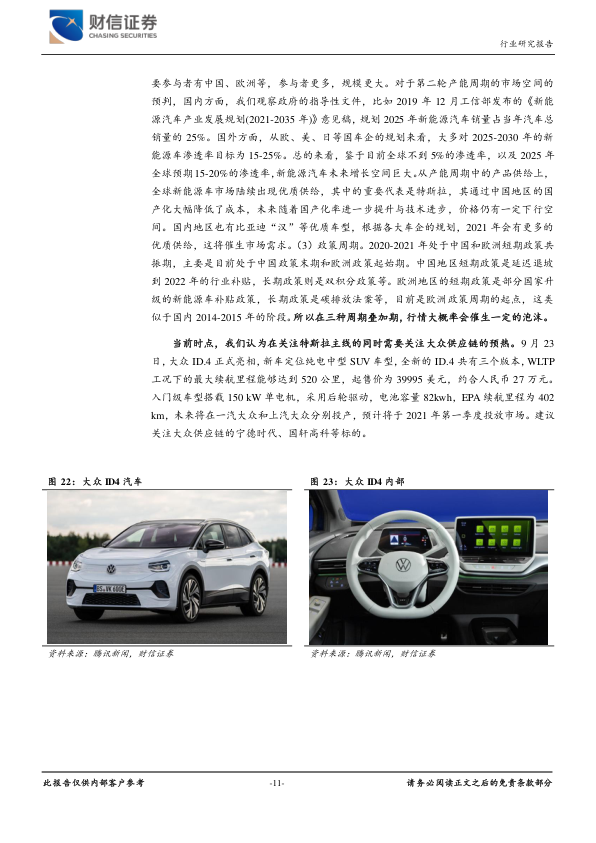 财信证券
CHASING SECURITIES
行业研究报告
要参与者有中国、欧洲等，参与者更多，规模更大。对于第二轮产能周期的市场空间的
预判，国内方面，我们观察政府的指导性文件，比如 2019 年 12 月工信部发布的《新能
源汽车产业发展规划(2021-2035 年)》意见稿，规划 2025 年新能源汽车销量占当年汽车总
销量的 25%。国外方面，从欧、美、日等国车企的规划来看，大多对 2025-2030 年的新
能源车渗透率目标为 15-25%。总的来看，鉴于目前全球不到 5%的渗透率，以及 2025 年
全球预期 15-20%的渗透率，新能源汽车未来增长空间巨大。从产能周期中的产品供给上，
全球新能源车市场陆续出现优质供给，其中的重要代表是特斯拉，其通过中国地区的国
产化大幅降低了成本，未来随着国产化率进一步提升与技术进步，价格仍有一定下行空
间。国内地区也有比亚迪“汉”等优质车型，根据各大车企的规划，2021 年会有更多的
优质供给，这将催生市场需求。（3）政策周期。2020-2021 年处于中国和欧洲短期政策共
振期，主要是目前处于中国政策末期和欧洲政策起始期。中国地区短期政策是延迟退坡
到 2022 年的行业补贴，长期政策则是双积分政策等。欧洲地区的短期政策是部分国家升
级的新能源车补贴政策，长期政策是碳排放法案等，目前是欧洲政策周期的起点，这类
似于国内 2014-2015 年的阶段。所以在三种周期叠加期，行情大概率会催生一定的泡沫。
当前时点，我们认为在关注特斯拉主线的同时需要关注大众供应链的预热。9 月 23
日，大众 ID.4 正式亮相，新车定位纯电中型 SUV 车型，全新的 ID.4 共有三个版本，WLTP
工况下的最大续航里程能够达到 520 公里，起售价为 39995 美元，约合人民币 27 万元。
入门级车型搭载 150 kW 单电机，采用后轮驱动，电池容量 82kwh，EPA 续航里程为 402
km，未来将在一汽大众和上汽大众分别投产，预计将于 2021 年第一季度投放市场。建议
关注大众供应链的宁德时代、国轩高科等标的。
图 22：大众 ID4 汽车
图 23：大众 ID4 内部
BS·VK 600E
资料来源：腾讯新闻，财信证券
资料来源：腾讯新闻，财信证券
此报告仅供内部客户参考
-11-
请务必阅读正文之后的免责条款部分